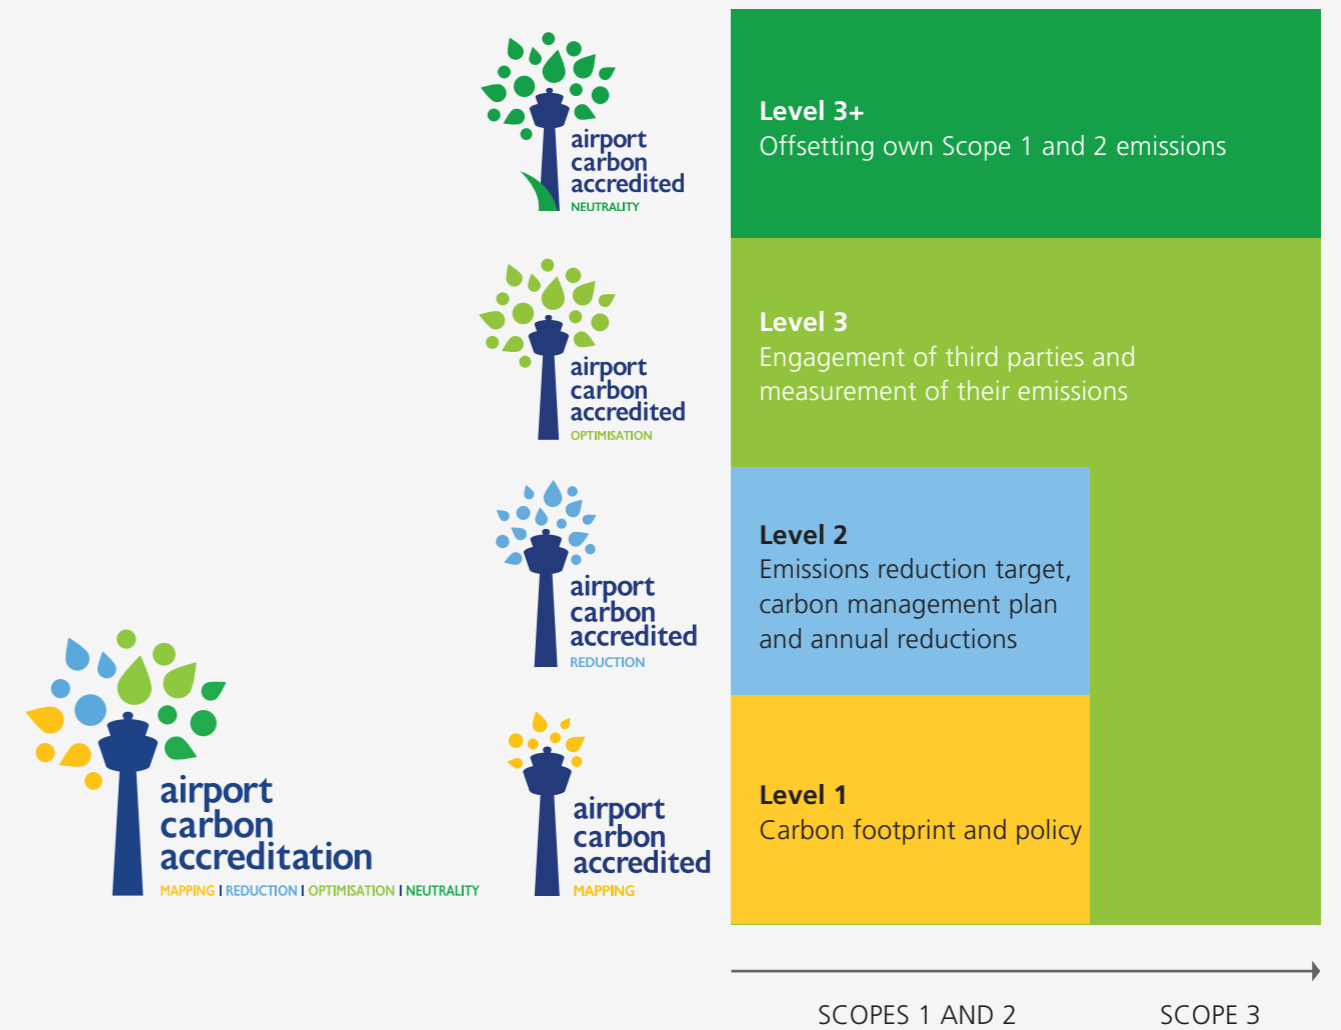 airport
carbon
accredited
NEUTRALITY
Level 3+
Offsetting own Scope 1 and 2 emissions
airport
carbon
accredited
OPTIMISATION
Level 3
Engagement of third parties and
measurement of their emissions
airport
carbon
accredited
REDUCTION
Level 2
Emissions reduction target,
carbon management plan
and annual reductions
airport
carbon
accreditation
MAPPING | REDUCTION | OPTIMISATION | NEUTRALITY
airport
carbon
accredited
MAPPING
Level 1
Carbon footprint and policy
SCOPES 1 AND 2
SCOPE 3